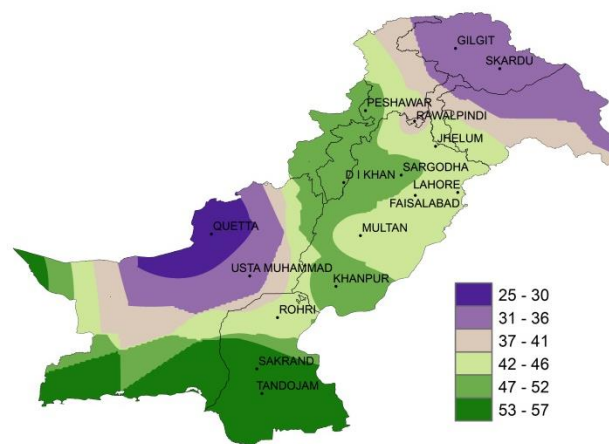 GILGIT
SKARDU
PESHAWAR
RAWALPINDI
JHELUM
D I KHAN
SARGODHA
LAHORE
FAISALABAD
QUETTA
MULTAN
USTA MUHAMMAD
KHANPUR
ROHRI
SAKRAND
TANDOJAM
25 - 30
31 - 36
37 - 41
42 - 46
47 - 52
53 - 57